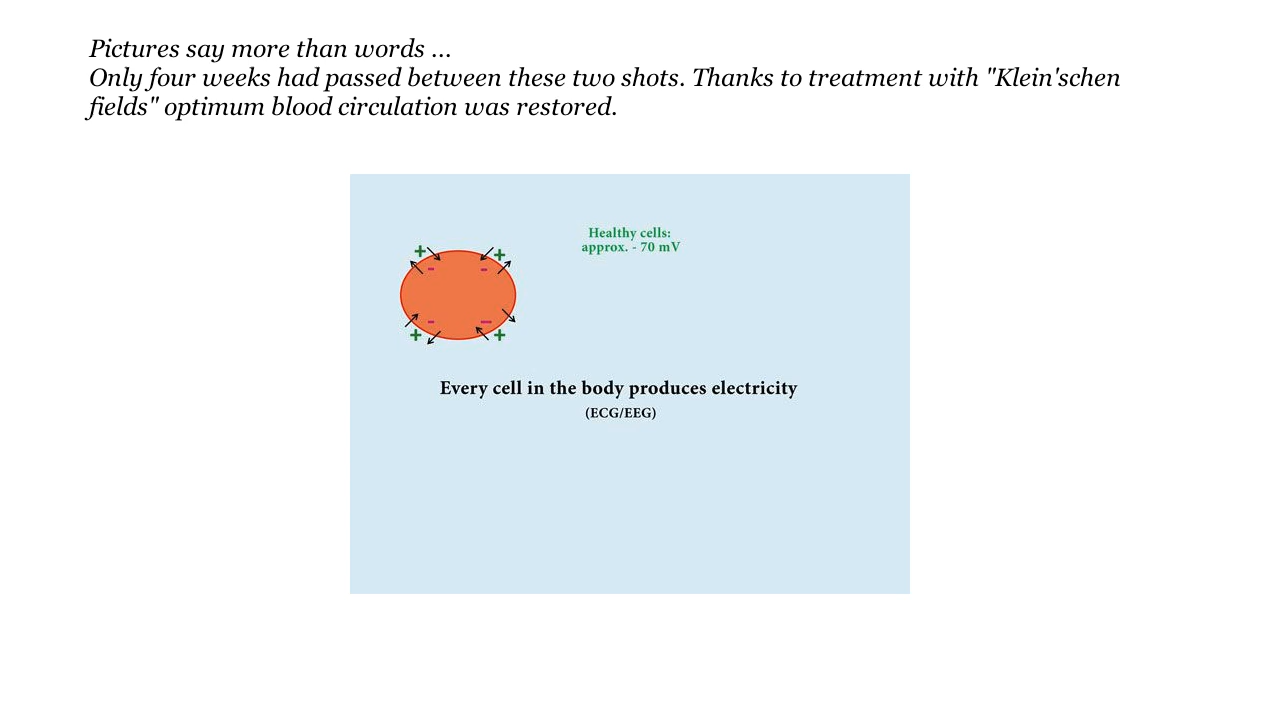 Pictures say more than words ...
Only four weeks had passed between these two shots. Thanks to treatment with "Klein'schen
fields" optimum blood circulation was restored.
Healthy cells:
approx. - 70 mV
+ +
- -
- -
+ +
Every cell in the body produces electricity
(ECG/EEG)